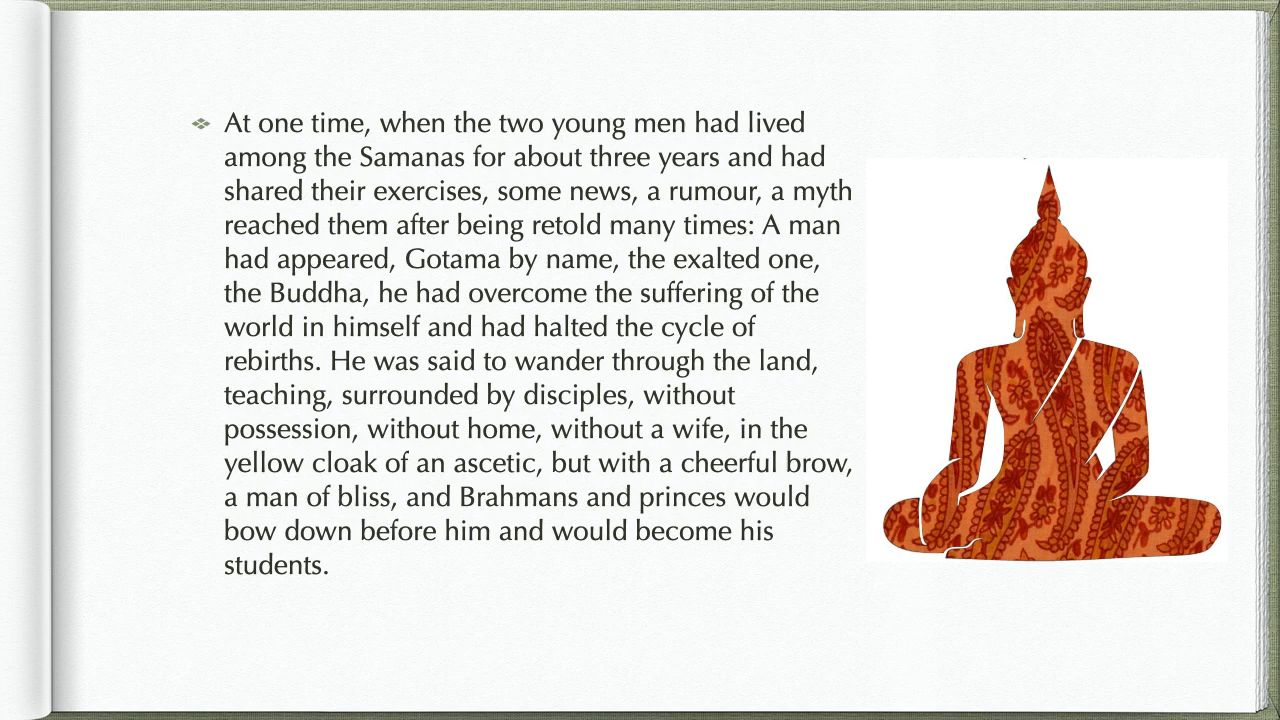 At one time, when the two young men had lived
among the Samanas for about three years and had
shared their exercises, some news, a rumour, a myth
reached them after being retold many times: A man
had appeared, Gotama by name, the exalted one,
the Buddha, he had overcome the suffering of the
world in himself and had halted the cycle of
rebirths. He was said to wander through the land,
teaching, surrounded by disciples, without
possession, without home, without a wife, in the
yellow cloak of an ascetic, but with a cheerful brow,
a man of bliss, and Brahmans and princes would
bow down before him and would become his
students.